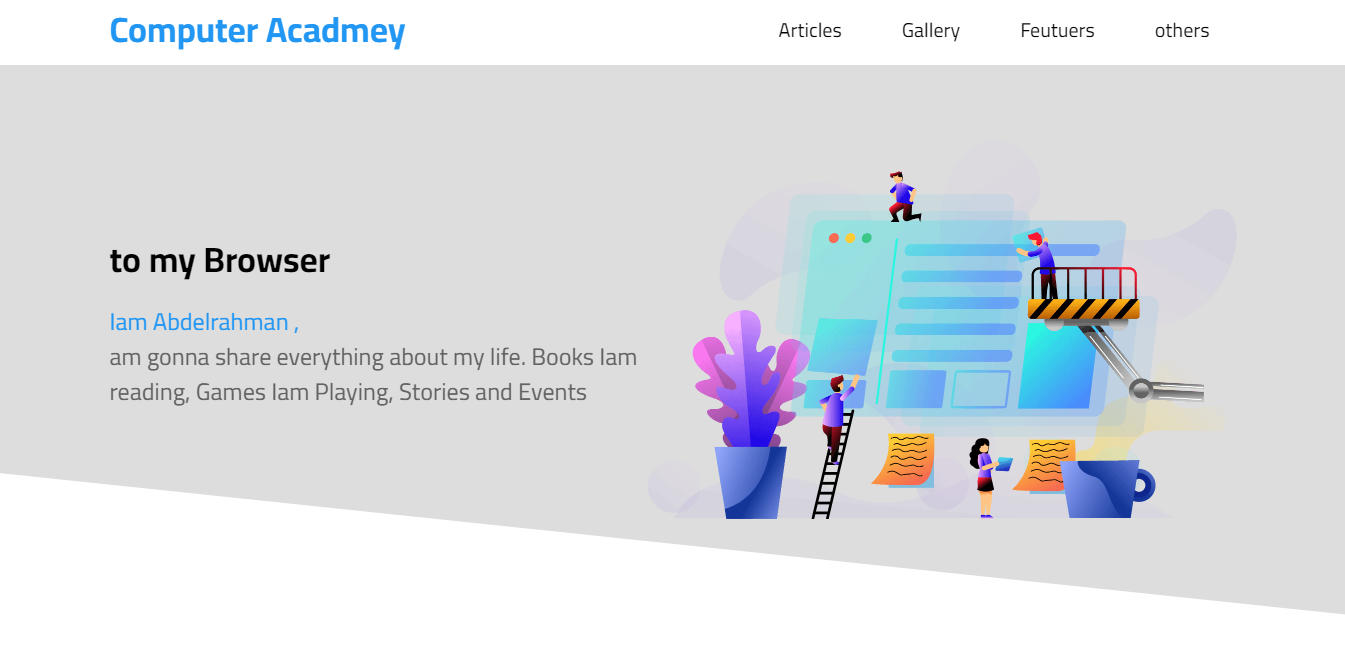 Computer Acadmey
Articles Gallery Feutuers others
to my Browser
Iam Abdelrahman ,
am gonna share everything about my life. Books Iam
reading, Games Iam Playing, Stories and Events